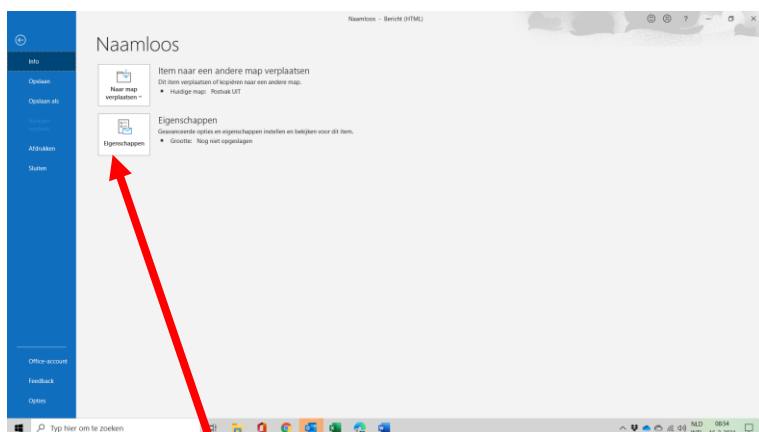 Naamloos - Bericht (HTML)
?
Naamloos
Info
Opslaan
Opslaan als
Afdrukken
Sluiten
Naar map
verplaatsen
Item naar een andere map verplaatsen
Dit item verplaatsen of kopiëren naar een andere map.
Huidige map: Postvak UIT
Eigenschappen
Eigenschappen
Geavanceerde opties en eigenschappen instellen en bekijken voor dit item.
Grootte: Nog niet opgeslagen
Office-account
Feedback
Opties
Typ hier om te zoeken
NLD 08:54